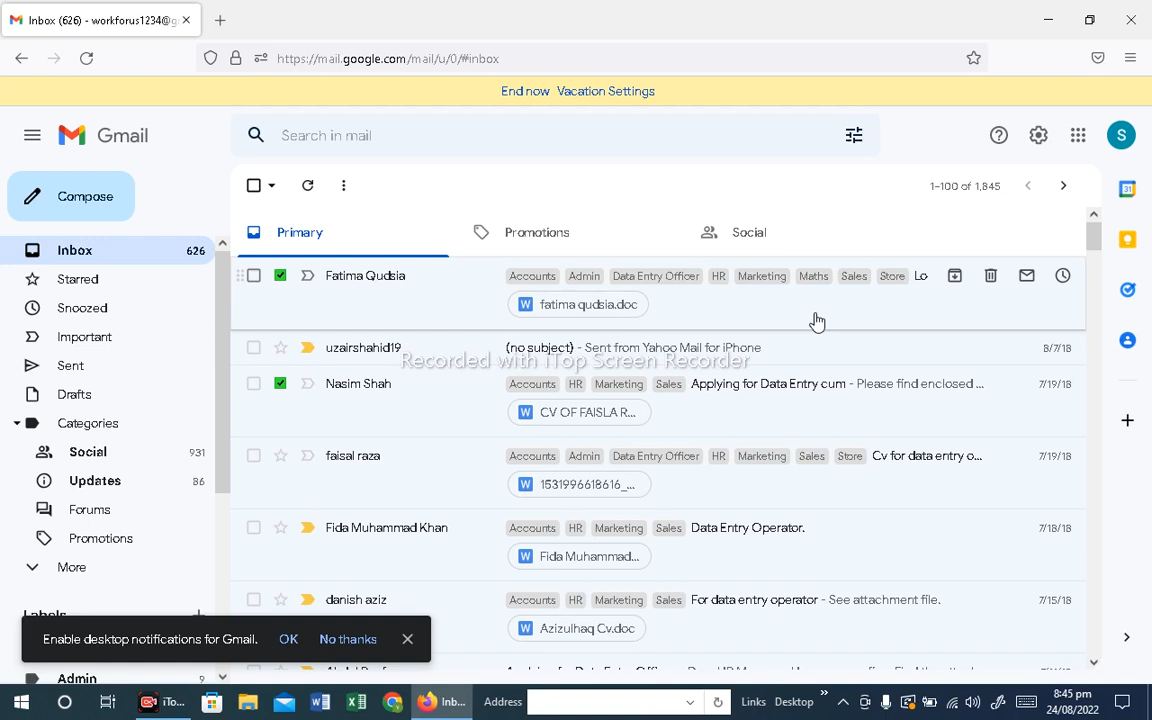 Inbox (626) - workforus1234@g
https://mail.google.com/mail/u/0/#inbox
End now Vacation Settings
Gmail
Search in mail
S
Compose
1-100 of 1,845
Inbox 626
Primary
Promotions
Social
Starred
Snoozed
Important
Sent
Drafts
Categories
Social 931
Updates 86
Forums
Promotions
More
Labels
Admin
Fatima Qudsia Accounts Admin Data Entry Officer HR Marketing Maths Sales Store Lo
W fatima qudsia.doc
uzairshahid19 (no subject) - Sent from Yahoo Mail for iPhone 8/7/18
Recorded with iTop Screen Recorder
Nasim Shah Accounts HR Marketing Sales Applying for Data Entry cum - Please find enclosed ... 7/19/18
W CV OF FAISLA R...
faisal raza Accounts Admin Data Entry Officer HR Marketing Sales Store Cv for data entry o... 7/19/18
W 1531996618616_...
Fida Muhammad Khan Accounts HR Marketing Sales Data Entry Operator. 7/18/18
W Fida Muhammad...
danish aziz Accounts HR Marketing Sales For data entry operator - See attachment file. 7/15/18
W Azizulhaq Cv.doc
Enable desktop notifications for Gmail. OK No thanks
31
iTo...
Inb...
Address
Links Desktop
8:45 pm
24/08/2022